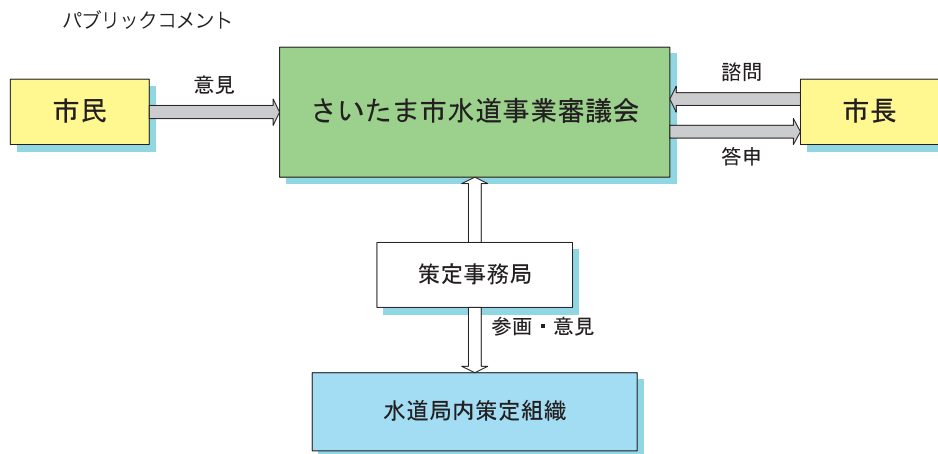 パブリックコメント
市民
意見
さいたま市水道事業審議会
諮問
答申
市長
策定事務局
参画・意見
水道局内策定組織